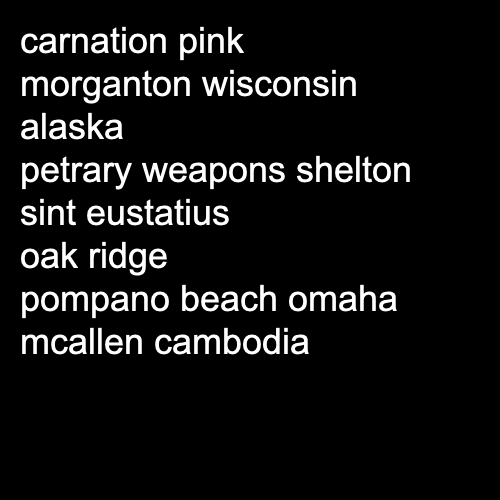 carnation pink
morganton wisconsin
alaska
petrary weapons shelton
sint eustatius
oak ridge
pompano beach omaha
mcallen cambodia